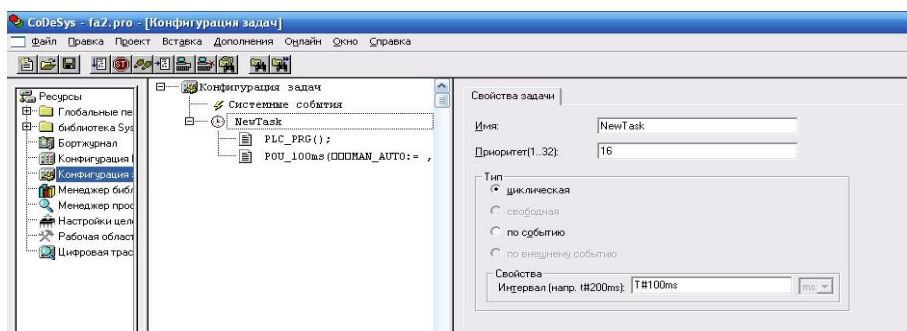 CoDeSys - fa2.pro - [Конфигурация задач]
Файл Правка Проект Вставка Дополнения Онлайн Окно Справка
Ресурсы
Глобальные пе
библиотека Sys
Бортжурнал
Конфигурация
Конфигурация
Менеджер библ
Менеджер прос
Настройки цел
Рабочая област
Цифровая трас
Конфигурация задач
Системные события
NewTask
PLC_PRG();
POU_100ms(□□□MAN_AUTO:= ,
Свойства задачи
Имя: NewTask
Приоритет(1..32): 16
Тип
циклическая
свободная
по событию
по внешнему событию
Свойства
Интервал (напр. t#200ms): T#100ms ms